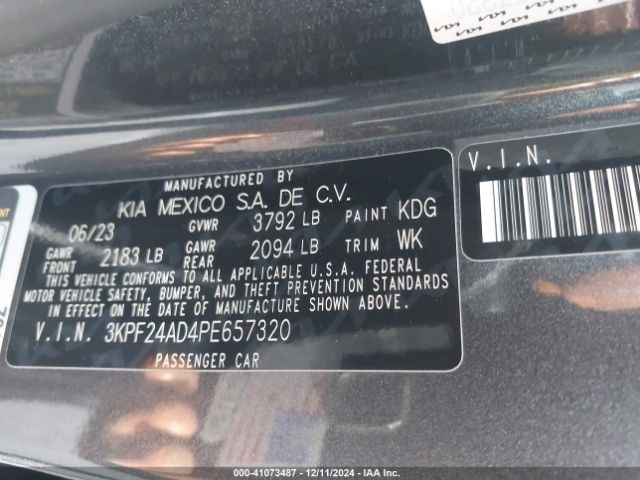 MANUFACTURED BY
KIA MEXICO S.A. DE C.V.
06/23 GVWR 3792 LB PAINT KDG
GAWR FRONT 2183 LB GAWR REAR 2094 LB TRIM WK
THIS VEHICLE CONFORMS TO ALL APPLICABLE U.S.A. FEDERAL
MOTOR VEHICLE SAFETY, BUMPER, AND THEFT PREVENTION STANDARDS
IN EFFECT ON THE DATE OF MANUFACTURE SHOWN ABOVE.
V.I.N. 3KPF24AD4PE657320
PASSENGER CAR
V.I.N.
000-41073487 - 12/11/2024 - IAA Inc.